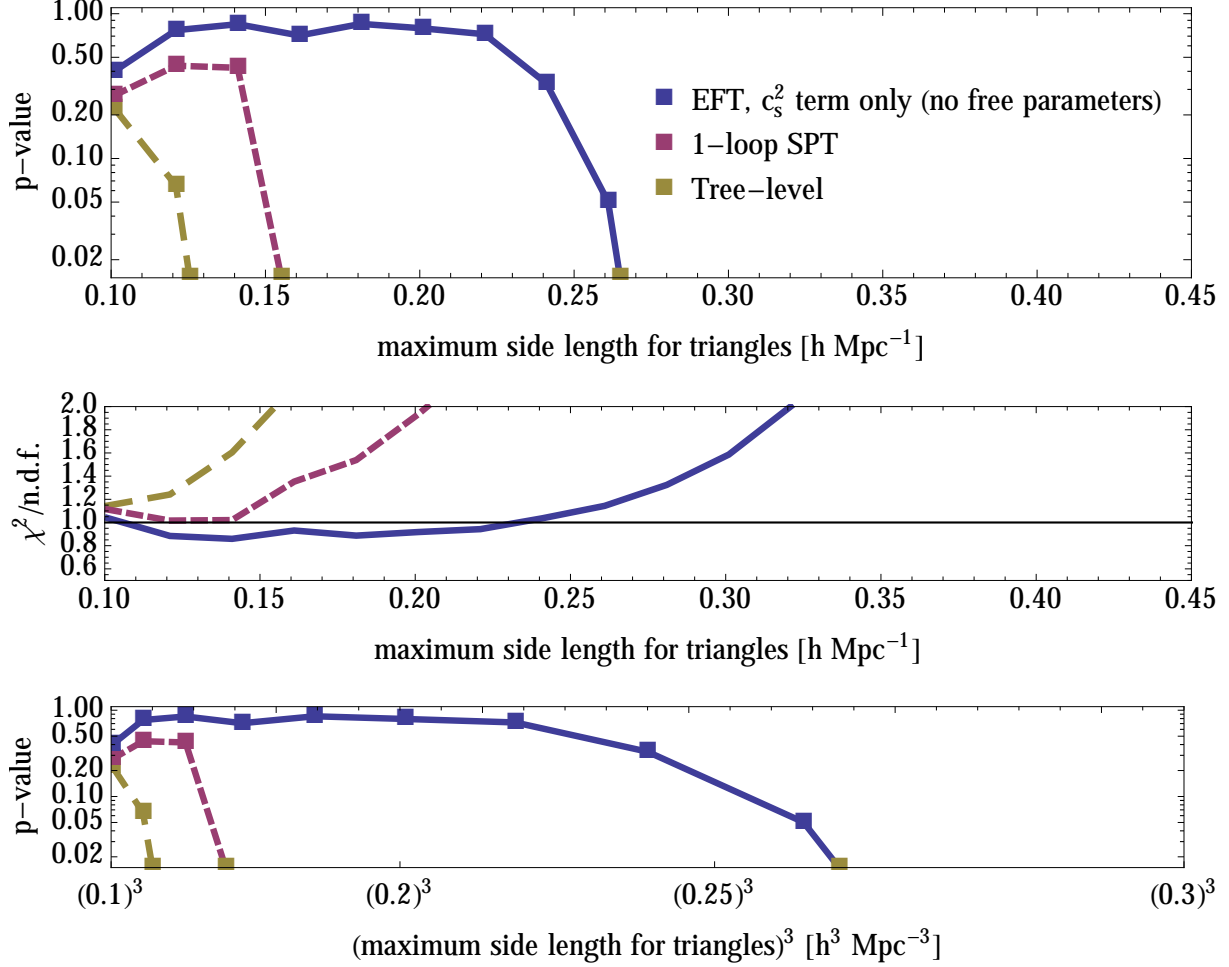 1.00
0.50
0.20
0.10
0.05
0.02
p−value
EFT, c_s^2 term only (no free parameters)
1−loop SPT
Tree−level
0.10 0.15 0.20 0.25 0.30 0.35 0.40 0.45
maximum side length for triangles [h Mpc^−1]
2.0
1.8
1.6
1.4
1.2
1.0
0.8
0.6
χ^2/n.d.f.
0.10 0.15 0.20 0.25 0.30 0.35 0.40 0.45
maximum side length for triangles [h Mpc^−1]
1.00
0.50
0.20
0.10
0.05
0.02
p−value
(0.1)^3 (0.2)^3 (0.25)^3 (0.3)^3
(maximum side length for triangles)^3 [h^3 Mpc^−3]